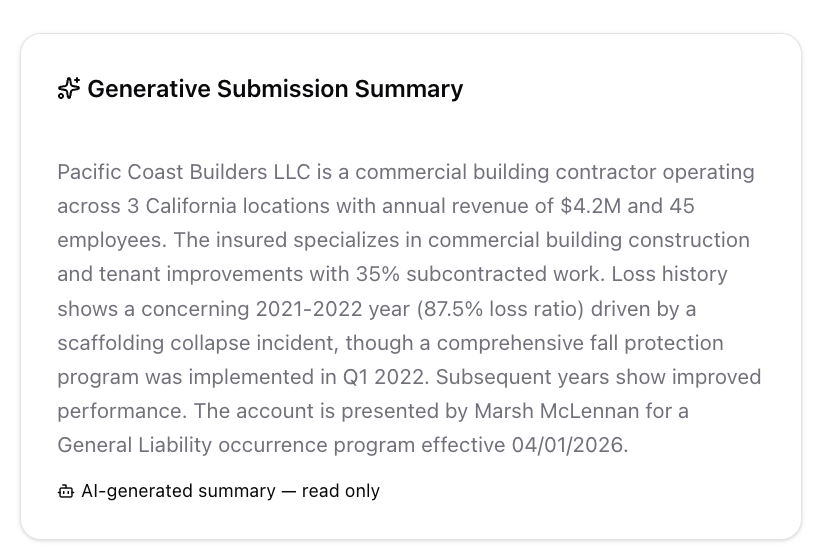 Generative Submission Summary
Pacific Coast Builders LLC is a commercial building contractor operating
across 3 California locations with annual revenue of $4.2M and 45
employees. The insured specializes in commercial building construction
and tenant improvements with 35% subcontracted work. Loss history
shows a concerning 2021-2022 year (87.5% loss ratio) driven by a
scaffolding collapse incident, though a comprehensive fall protection
program was implemented in Q1 2022. Subsequent years show improved
performance. The account is presented by Marsh McLennan for a
General Liability occurrence program effective 04/01/2026.
AI-generated summary — read only